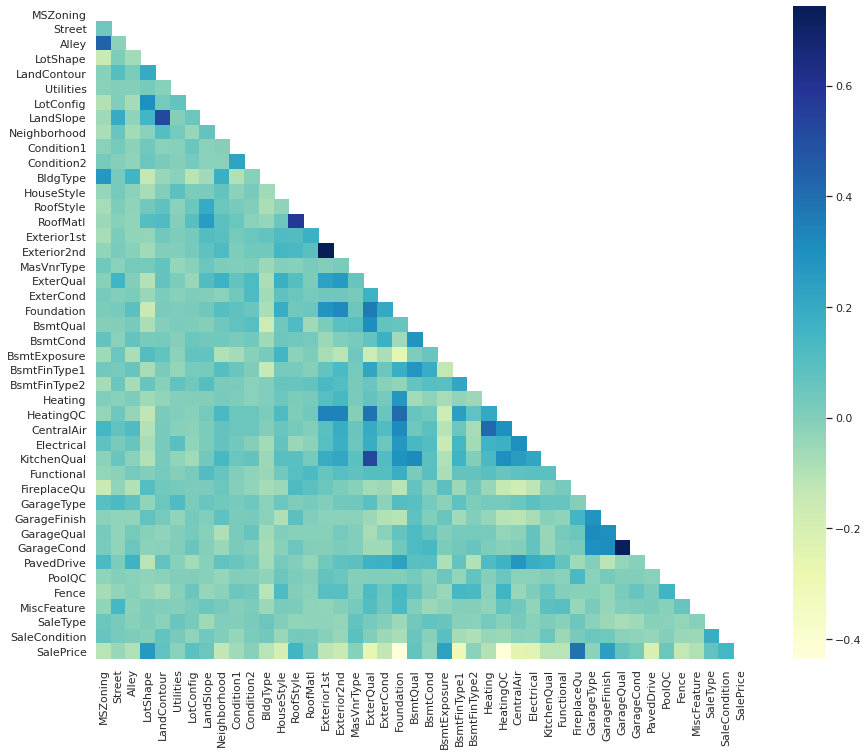 MSZoning
Street
Alley
LotShape
LandContour
Utilities
LotConfig
LandSlope
Neighborhood
Condition1
Condition2
BldgType
HouseStyle
RoofStyle
RoofMatl
Exterior1st
Exterior2nd
MasVnrType
ExterQual
ExterCond
Foundation
BsmtQual
BsmtCond
BsmtExposure
BsmtFinType1
BsmtFinType2
Heating
HeatingQC
CentralAir
Electrical
KitchenQual
Functional
FireplaceQu
GarageType
GarageFinish
GarageQual
GarageCond
PavedDrive
PoolQC
Fence
MiscFeature
SaleType
SaleCondition
SalePrice
MSZoning
Street
Alley
LotShape
LandContour
Utilities
LotConfig
LandSlope
Neighborhood
Condition1
Condition2
BldgType
HouseStyle
RoofStyle
RoofMatl
Exterior1st
Exterior2nd
MasVnrType
ExterQual
ExterCond
Foundation
BsmtQual
BsmtCond
BsmtExposure
BsmtFinType1
BsmtFinType2
Heating
HeatingQC
CentralAir
Electrical
KitchenQual
Functional
FireplaceQu
GarageType
GarageFinish
GarageQual
GarageCond
PavedDrive
PoolQC
Fence
MiscFeature
SaleType
SaleCondition
SalePrice
0.6
0.4
0.2
0.0
−0.2
−0.4